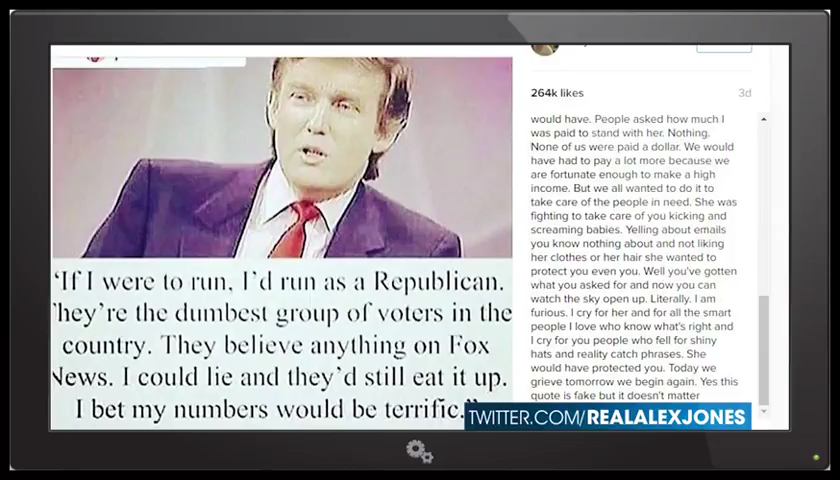 ‘If I were to run, I'd run as a Republican.
They're the dumbest group of voters in the
country. They believe anything on Fox
News. I could lie and they'd still eat it up.
I bet my numbers would be terrific.”
264k likes
3d
would have. People asked how much I
was paid to stand with her. Nothing.
None of us were paid a dollar. We would
have had to pay a lot more because we
are fortunate enough to make a high
income. But we all wanted to do it to
take care of the people in need. She was
fighting to take care of you kicking and
screaming babies. Yelling about emails
you know nothing about and not liking
her clothes or her hair she wanted to
protect you even you. Well you've gotten
what you asked for and now you can
watch the sky open up. Literally. I am
furious. I cry for her and for all the smart
people I love who know what's right and
I cry for you people who fell for shiny
hats and reality catch phrases. She
would have protected you. Today we
grieve tomorrow we begin again. Yes this
quote is fake but it doesn't matter
TWITTER.COM/REALALEXJONES